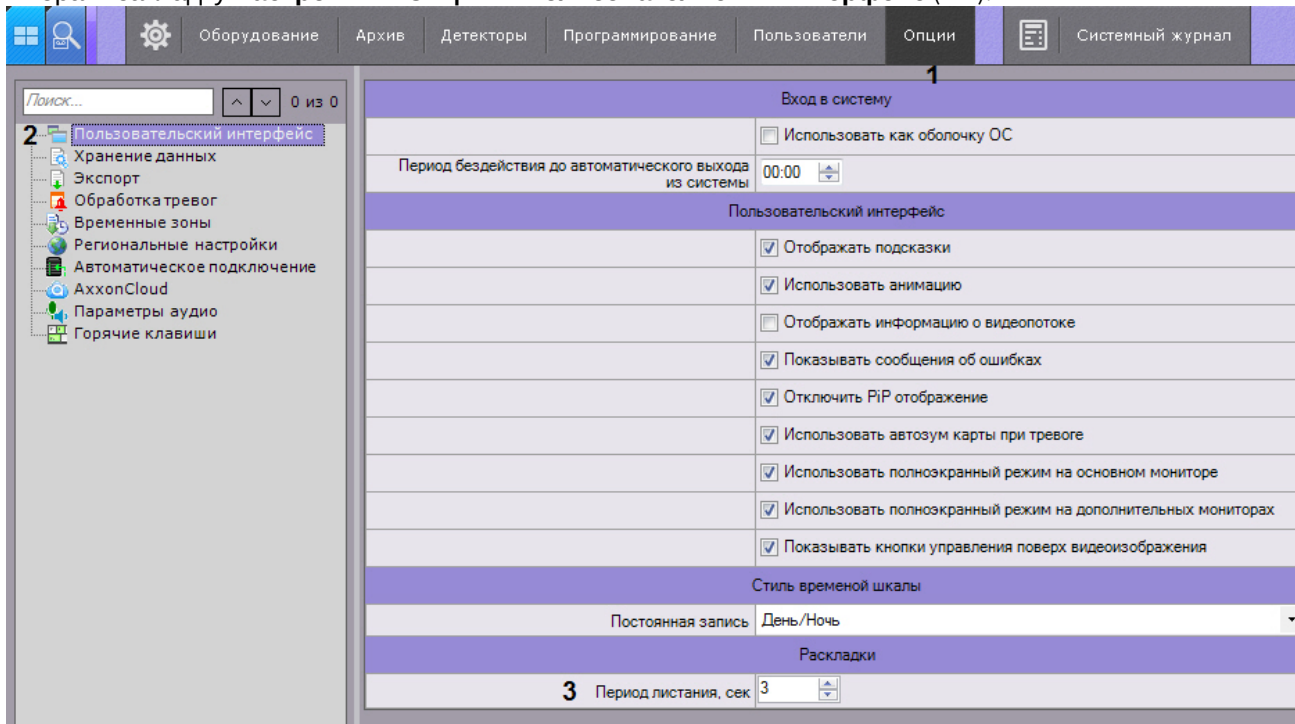 Оборудование Архив Детекторы Программирование Пользователи Опции Системный журнал
1
Поиск... 0 из 0
2 Пользовательский интерфейс
Хранение данных
Экспорт
Обработка тревог
Временные зоны
Региональные настройки
Автоматическое подключение
AxxonCloud
Параметры аудио
Горячие клавиши
Вход в систему
Использовать как оболочку ОС
Период бездействия до автоматического выхода
из системы 00:00
Пользовательский интерфейс
Отображать подсказки
Использовать анимацию
Отображать информацию о видеопотоке
Показывать сообщения об ошибках
Отключить PiP отображение
Использовать автозум карты при тревоге
Использовать полноэкранный режим на основном мониторе
Использовать полноэкранный режим на дополнительных мониторах
Показывать кнопки управления поверх видеоизображения
Стиль временой шкалы
Постоянная запись День/Ночь
Раскладки
3 Период листания, сек 3